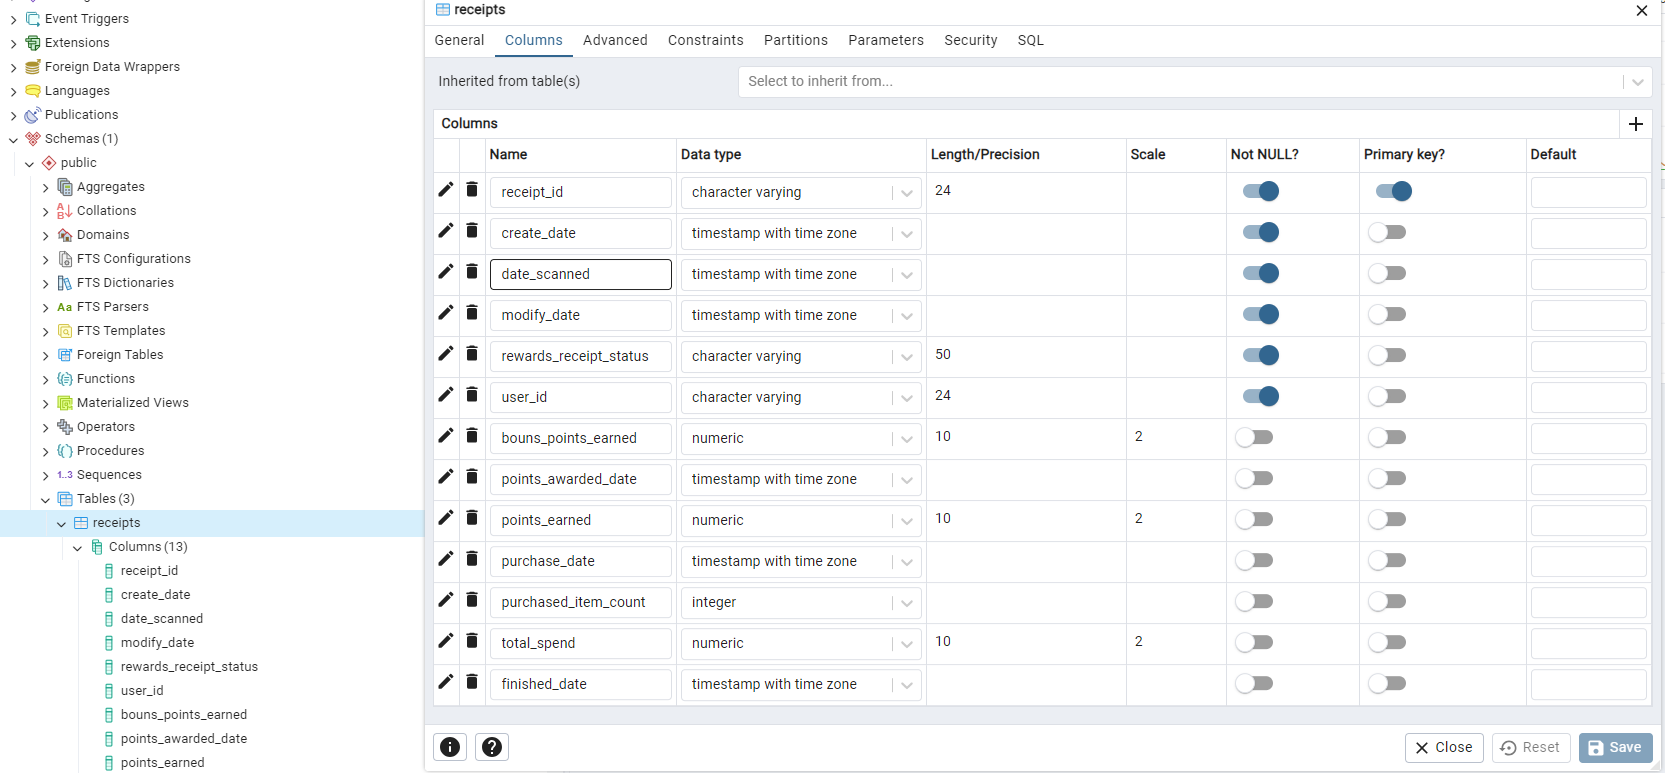 Event Triggers
Extensions
Foreign Data Wrappers
Languages
Publications
Schemas (1)
public
Aggregates
Collations
Domains
FTS Configurations
FTS Dictionaries
Aa FTS Parsers
FTS Templates
Foreign Tables
Functions
Materialized Views
Operators
Procedures
1..3 Sequences
Tables (3)
receipts
Columns (13)
receipt_id
create_date
date_scanned
modify_date
rewards_receipt_status
user_id
bouns_points_earned
points_awarded_date
points_earned
receipts
General Columns Advanced Constraints Partitions Parameters Security SQL
Inherited from table(s) Select to inherit from...
Columns
Name Data type Length/Precision Scale Not NULL? Primary key? Default
receipt_id character varying 24
create_date timestamp with time zone
date_scanned timestamp with time zone
modify_date timestamp with time zone
rewards_receipt_status character varying 50
user_id character varying 24
bouns_points_earned numeric 10 2
points_awarded_date timestamp with time zone
points_earned numeric 10 2
purchase_date timestamp with time zone
purchased_item_count integer
total_spend numeric 10 2
finished_date timestamp with time zone
Close Reset Save